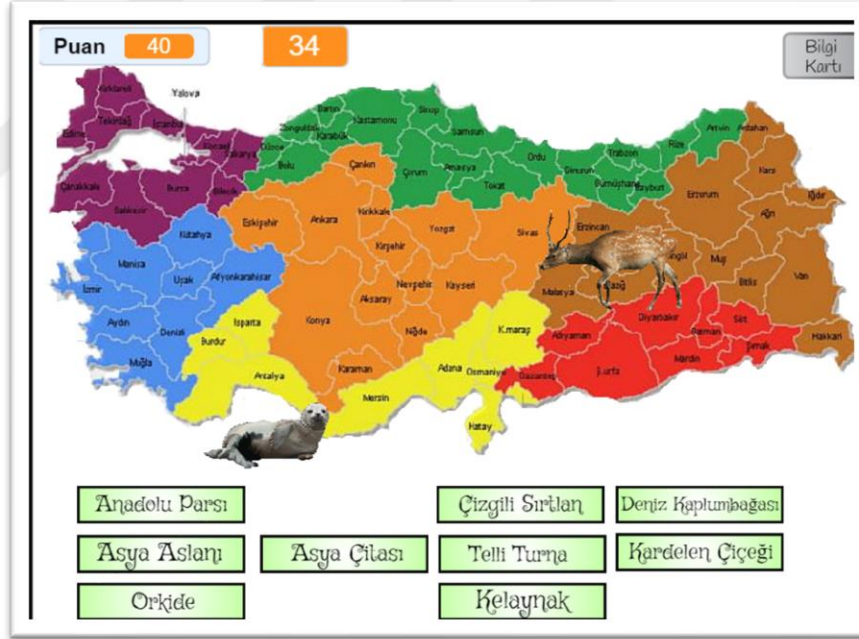 Puan 40 34
Bilgi
Kartı
Yalova
Kırklareli
Tekirdağ
İstanbul
Edirne
Kocaeli
Sakarya
Çanakkale
Bursa
Bilecik
Balıkesir
Bartın
Kastamonu
Sinop
Zonguldak
Karabük
Samsun
Düzce
Bolu
Çorum
Amasya
Tokat
Ordu
Giresun
Trabzon
Rize
Artvin
Gümüşhane
Bayburt
Ardahan
Kars
Iğdır
Erzurum
Ağrı
Erzincan
Muş
Bitlis
Van
Malatya
Hakkari
Çankırı
Eskişehir
Ankara
Kırıkkale
Yozgat
Sivas
Kırşehir
Nevşehir
Kayseri
Aksaray
Konya
Niğde
Karaman
Kütahya
Manisa
Uşak
Afyonkarahisar
İzmir
Aydın
Denizli
Muğla
Isparta
Burdur
Antalya
Mersin
Adana
Osmaniye
K.maraş
Hatay
Adıyaman
Diyarbakır
Batman
Siirt
Şırnak
Mardin
Ş.urfa
Gaziantep
Anadolu Parsı Çizgili Sırtlan Deniz Kaplumbağası
Asya Aslanı Asya Çitası Telli Turna Kardelen Çiçeği
Orkide Kelaynak